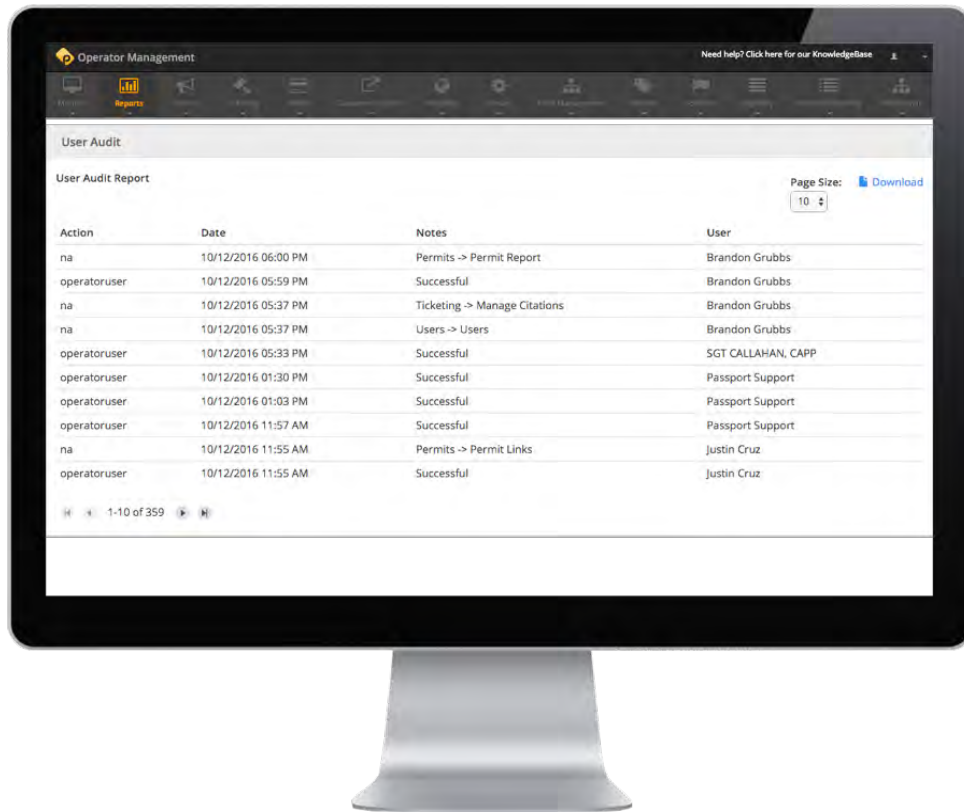 Operator Management
Need help? Click here for our KnowledgeBase
Reports
User Audit
User Audit Report
Page Size: Download
10
Action Date Notes User
na 10/12/2016 06:00 PM Permits -> Permit Report Brandon Grubbs
operatoruser 10/12/2016 05:59 PM Successful Brandon Grubbs
na 10/12/2016 05:37 PM Ticketing -> Manage Citations Brandon Grubbs
na 10/12/2016 05:37 PM Users -> Users Brandon Grubbs
operatoruser 10/12/2016 05:33 PM Successful SGT CALLAHAN, CAPP
operatoruser 10/12/2016 01:30 PM Successful Passport Support
operatoruser 10/12/2016 01:03 PM Successful Passport Support
operatoruser 10/12/2016 11:57 AM Successful Passport Support
na 10/12/2016 11:55 AM Permits -> Permit Links Justin Cruz
operatoruser 10/12/2016 11:55 AM Successful Justin Cruz
1-10 of 359